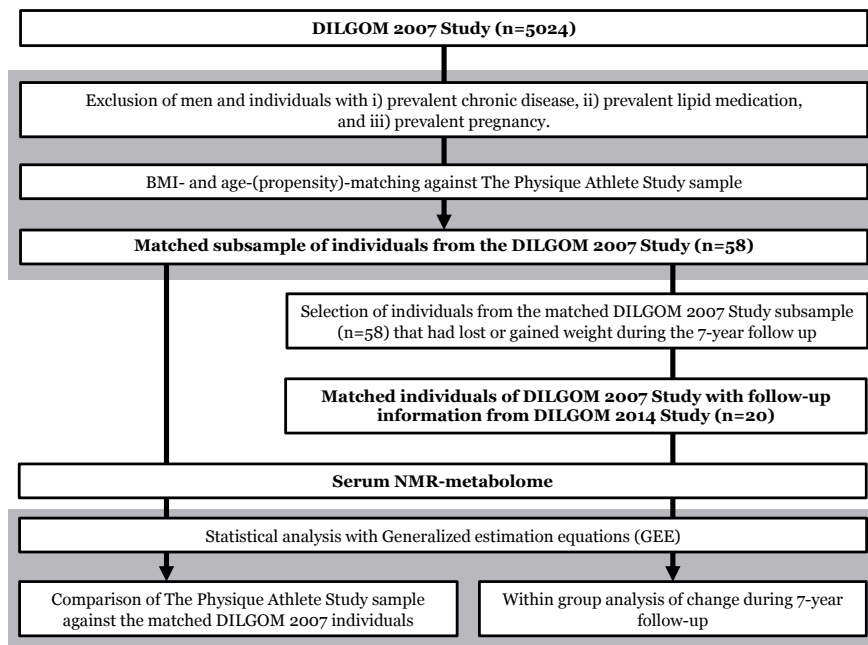 DILGOM 2007 Study (n=5024)
Exclusion of men and individuals with i) prevalent chronic disease, ii) prevalent lipid medication,
and iii) prevalent pregnancy.
BMI- and age-(propensity)-matching against The Physique Athlete Study sample
Matched subsample of individuals from the DILGOM 2007 Study (n=58)
Selection of individuals from the matched DILGOM 2007 Study subsample
(n=58) that had lost or gained weight during the 7-year follow up
Matched individuals of DILGOM 2007 Study with follow-up
information from DILGOM 2014 Study (n=20)
Serum NMR-metabolome
Statistical analysis with Generalized estimation equations (GEE)
Comparison of The Physique Athlete Study sample
against the matched DILGOM 2007 individuals
Within group analysis of change during 7-year
follow-up